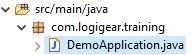 src/main/java
com.logigear.training
DemoApplication.java